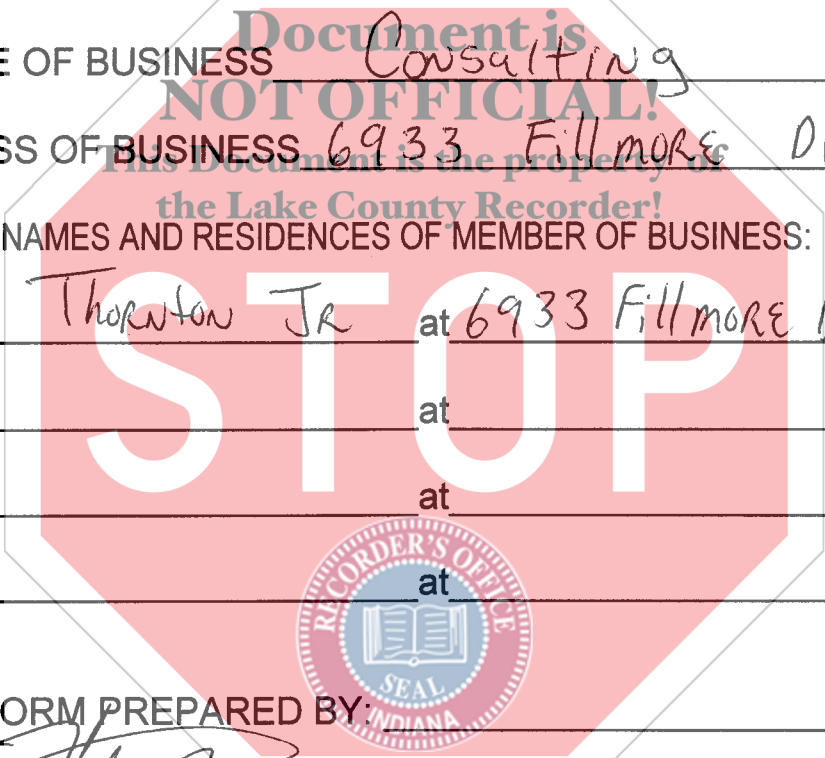 Document is
E OF BUSINESS Consalting
NOT OFFICIAL!
SS OF BUSINESS 6933 Fillmore D
This Document is the property of
the Lake County Recorder!
NAMES AND RESIDENCES OF MEMBER OF BUSINESS:
Thornton Jr at 6933 Fillmore
STOP
at
at
at
RECORDER'S OFFICE
SEAL
INDIANA
ORM PREPARED BY: